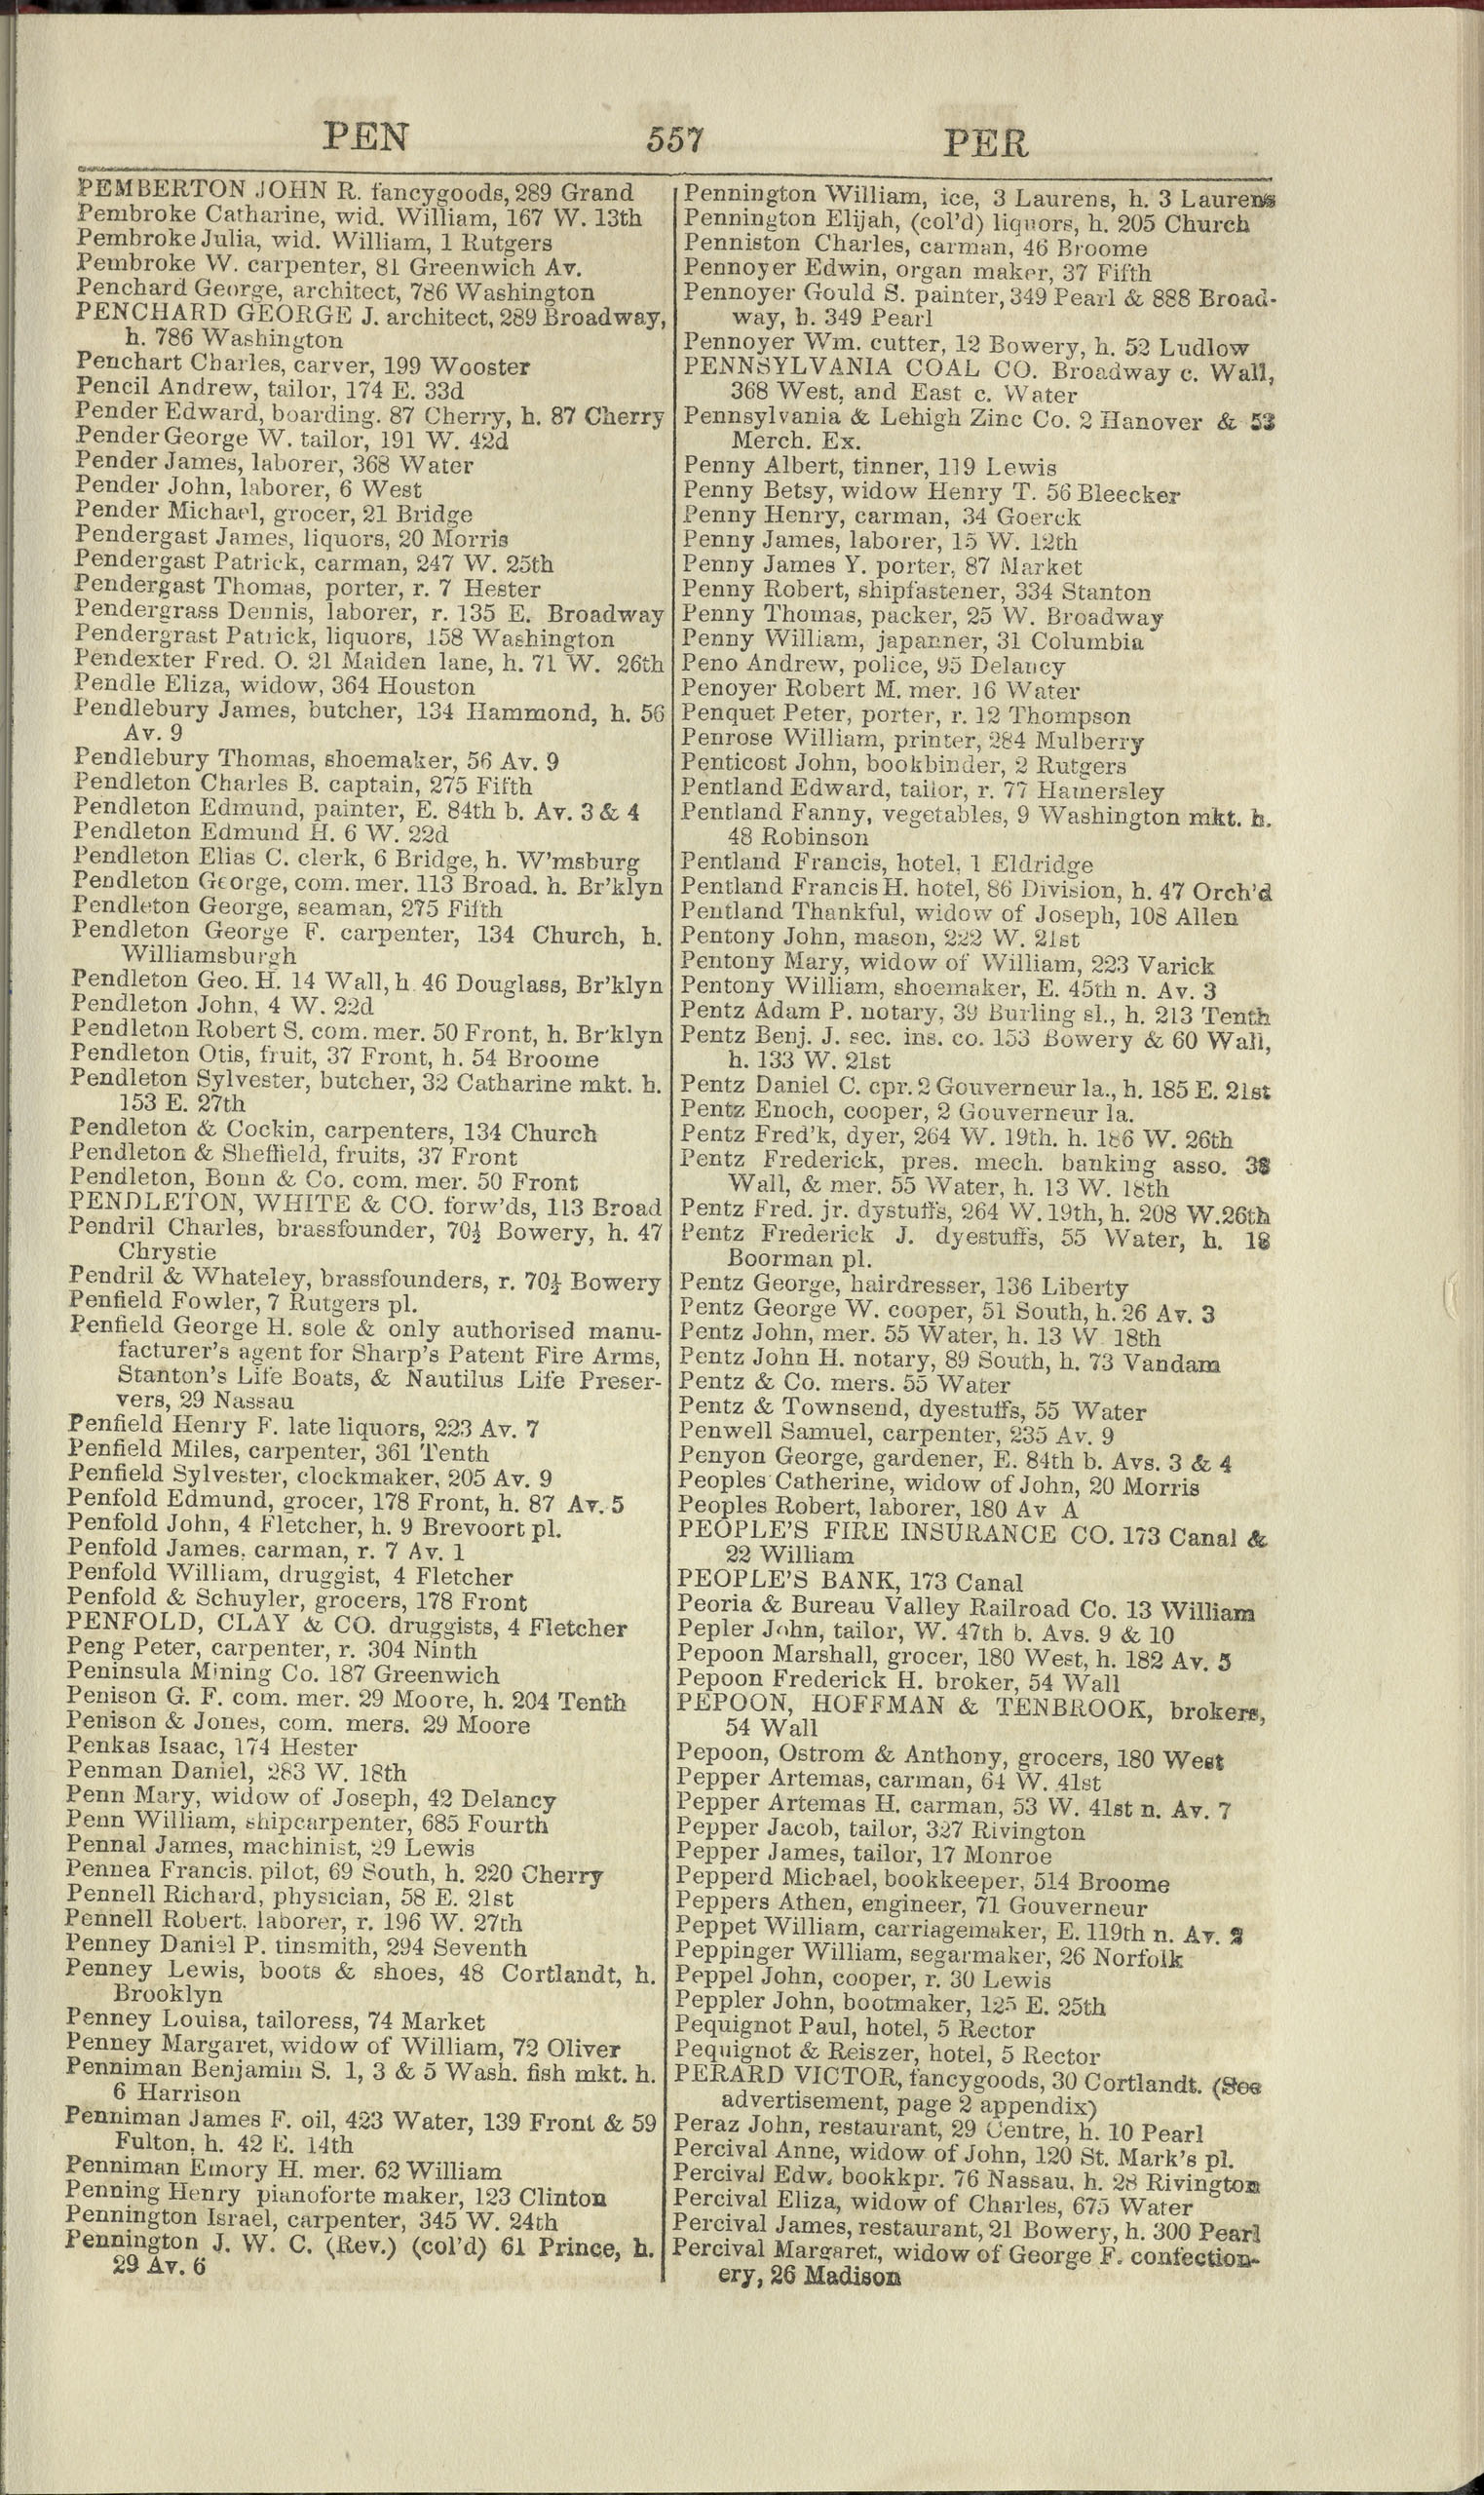 PEN 557 PER
PEMBERTON JOHN R. fancygoods, 289 Grand
Pembroke Catharine, wid. William, 167 W. 13th
Pembroke Julia, wid. William, 1 Rutgers
Pembroke W. carpenter, 81 Greenwich Av.
Penchard George, architect, 786 Washington
PENCHARD GEORGE J. architect, 289 Broadway,
h. 786 Washington
Penchart Charles, carver, 199 Wooster
Pencil Andrew, tailor, 174 E. 33d
Pender Edward, boarding. 87 Cherry, h. 87 Cherry
Pender George W. tailor, 191 W. 42d
Pender James, laborer, 368 Water
Pender John, laborer, 6 West
Pender Michael, grocer, 21 Bridge
Pendergast James, liquors, 20 Morris
Pendergast Patrick, carman, 247 W. 25th
Pendergast Thomas, porter, r. 7 Hester
Pendergrass Dennis, laborer, r. 135 E. Broadway
Pendergrast Patrick, liquors, 158 Washington
Pendexter Fred. O. 21 Maiden lane, h. 71 W. 26th
Pendle Eliza, widow, 364 Houston
Pendlebury James, butcher, 134 Hammond, h. 56
Av. 9
Pendlebury Thomas, shoemaker, 56 Av. 9
Pendleton Charles B. captain, 275 Fifth
Pendleton Edmund, painter, E. 84th b. Av. 3 & 4
Pendleton Edmund H. 6 W. 22d
Pendleton Elias C. clerk, 6 Bridge, h. W'msburg
Pendleton George, com. mer. 113 Broad. h. Br'klyn
Pendleton George, seaman, 275 Fifth
Pendleton George F. carpenter, 134 Church, h.
Williamsburgh
Pendleton Geo. H. 14 Wall, h 46 Douglass, Br'klyn
Pendleton John, 4 W. 22d
Pendleton Robert S. com. mer. 50 Front, h. Br'klyn
Pendleton Otis, fruit, 37 Front, h. 54 Broome
Pendleton Sylvester, butcher, 32 Catharine mkt. h.
153 E. 27th
Pendleton & Cockin, carpenters, 134 Church
Pendleton & Sheffield, fruits, 37 Front
Pendleton, Bonn & Co. com. mer. 50 Front
PENDLETON, WHITE & CO. forw'ds, 113 Broad
Pendril Charles, brassfounder, 70½ Bowery, h. 47
Chrystie
Pendril & Whateley, brassfounders, r. 70½ Bowery
Penfield Fowler, 7 Rutgers pl.
Penfield George H. sole & only authorised manu-
facturer's agent for Sharp's Patent Fire Arms,
Stanton's Life Boats, & Nautilus Life Preser-
vers, 29 Nassau
Penfield Henry F. late liquors, 223 Av. 7
Penfield Miles, carpenter, 361 Tenth
Penfield Sylvester, clockmaker, 205 Av. 9
Penfold Edmund, grocer, 178 Front, h. 87 Av. 5
Penfold John, 4 Fletcher, h. 9 Brevoort pl.
Penfold James. carman, r. 7 Av. 1
Penfold William, druggist, 4 Fletcher
Penfold & Schuyler, grocers, 178 Front
PENFOLD, CLAY & CO. druggists, 4 Fletcher
Peng Peter, carpenter, r. 304 Ninth
Peninsula Mining Co. 187 Greenwich
Penison G. F. com. mer. 29 Moore, h. 204 Tenth
Penison & Jones, com. mers. 29 Moore
Penkas Isaac, 174 Hester
Penman Daniel, 283 W. 18th
Penn Mary, widow of Joseph, 42 Delancy
Penn William, shipcarpenter, 685 Fourth
Pennal James, machinist, 29 Lewis
Pennea Francis. pilot, 69 South, h. 220 Cherry
Pennell Richard, physician, 58 E. 21st
Pennell Robert. laborer, r. 196 W. 27th
Penney Daniel P. tinsmith, 294 Seventh
Penney Lewis, boots & shoes, 48 Cortlandt, h.
Brooklyn
Penney Louisa, tailoress, 74 Market
Penney Margaret, widow of William, 72 Oliver
Penniman Benjamin S. 1, 3 & 5 Wash. fish mkt. h.
6 Harrison
Penniman James F. oil, 423 Water, 139 Front & 59
Fulton, h. 42 E. 14th
Penniman Emory H. mer. 62 William
Penning Henry pianoforte maker, 123 Clinton
Pennington Israel, carpenter, 345 W. 24th
Pennington J. W. C. (Rev.) (col'd) 61 Prince, h.
29 Av. 6
Pennington William, ice, 3 Laurens, h. 3 Laurens
Pennington Elijah, (col'd) liquors, h. 205 Church
Penniston Charles, carman, 46 Broome
Pennoyer Edwin, organ maker, 37 Fifth
Pennoyer Gould S. painter, 349 Pearl & 888 Broad-
way, h. 349 Pearl
Pennoyer Wm. cutter, 12 Bowery, h. 52 Ludlow
PENNSYLVANIA COAL CO. Broadway c. Wall,
368 West, and East c. Water
Pennsylvania & Lehigh Zinc Co. 2 Hanover & 53
Merch. Ex.
Penny Albert, tinner, 119 Lewis
Penny Betsy, widow Henry T. 56 Bleecker
Penny Henry, carman, 34 Goerck
Penny James, laborer, 15 W. 12th
Penny James Y. porter, 87 Market
Penny Robert, shipfastener, 334 Stanton
Penny Thomas, packer, 25 W. Broadway
Penny William, japanner, 31 Columbia
Peno Andrew, police, 95 Delancy
Penoyer Robert M. mer. 16 Water
Penquet Peter, porter, r. 12 Thompson
Penrose William, printer, 284 Mulberry
Penticost John, bookbinder, 2 Rutgers
Pentland Edward, tailor, r. 77 Hamersley
Pentland Fanny, vegetables, 9 Washington mkt. h.
48 Robinson
Pentland Francis, hotel, 1 Eldridge
Pentland Francis H. hotel, 86 Division, h. 47 Orch'd
Pentland Thankful, widow of Joseph, 108 Allen
Pentony John, mason, 222 W. 21st
Pentony Mary, widow of William, 223 Varick
Pentony William, shoemaker, E. 45th n. Av. 3
Pentz Adam P. notary, 39 Burling sl., h. 213 Tenth
Pentz Benj. J. sec. ins. co. 153 Bowery & 60 Wall,
h. 133 W. 21st
Pentz Daniel C. cpr. 2 Gouverneur la., h. 185 E. 21st
Pentz Enoch, cooper, 2 Gouverneur la.
Pentz Fred'k, dyer, 264 W. 19th. h. 186 W. 26th
Pentz Frederick, pres. mech. banking asso. 38
Wall, & mer. 55 Water, h. 13 W. 18th
Pentz Fred. jr. dystuffs, 264 W. 19th, h. 208 W. 26th
Pentz Frederick J. dyestuffs, 55 Water, h. 18
Boorman pl.
Pentz George, hairdresser, 136 Liberty
Pentz George W. cooper, 51 South, h. 26 Av. 3
Pentz John, mer. 55 Water, h. 13 W 18th
Pentz John H. notary, 89 South, h. 73 Vandam
Pentz & Co. mers. 55 Water
Pentz & Townsend, dyestuffs, 55 Water
Penwell Samuel, carpenter, 235 Av. 9
Penyon George, gardener, E. 84th b. Avs. 3 & 4
Peoples Catherine, widow of John, 20 Morris
Peoples Robert, laborer, 180 Av A
PEOPLE'S FIRE INSURANCE CO. 173 Canal &
22 William
PEOPLE'S BANK, 173 Canal
Peoria & Bureau Valley Railroad Co. 13 William
Pepler John, tailor, W. 47th b. Avs. 9 & 10
Pepoon Marshall, grocer, 180 West, h. 182 Av. 5
Pepoon Frederick H. broker, 54 Wall
PEPOON, HOFFMAN & TENBROOK, brokers,
54 Wall
Pepoon, Ostrom & Anthony, grocers, 180 West
Pepper Artemas, carman, 64 W. 41st
Pepper Artemas H. carman, 53 W. 41st n. Av. 7
Pepper Jacob, tailor, 327 Rivington
Pepper James, tailor, 17 Monroe
Pepperd Michael, bookkeeper, 514 Broome
Peppers Athen, engineer, 71 Gouverneur
Peppet William, carriagemaker, E. 119th n. Av.
Peppinger William, segarmaker, 26 Norfolk
Peppel John, cooper, r. 30 Lewis
Peppler John, bootmaker, 125 E. 25th
Pequignot Paul, hotel, 5 Rector
Pequignot & Reiszer, hotel, 5 Rector
PERARD VICTOR, fancygoods, 30 Cortlandt. (See
advertisement, page 2 appendix)
Peraz John, restaurant, 29 Centre, h. 10 Pearl
Percival Anne, widow of John, 120 St. Mark's pl.
Percival Edw. bookkpr. 76 Nassau, h. 28 Rivington
Percival Eliza, widow of Charles, 675 Water
Percival James, restaurant, 21 Bowery, h. 300 Pearl
Percival Margaret, widow of George F. confection-
ery, 26 Madison